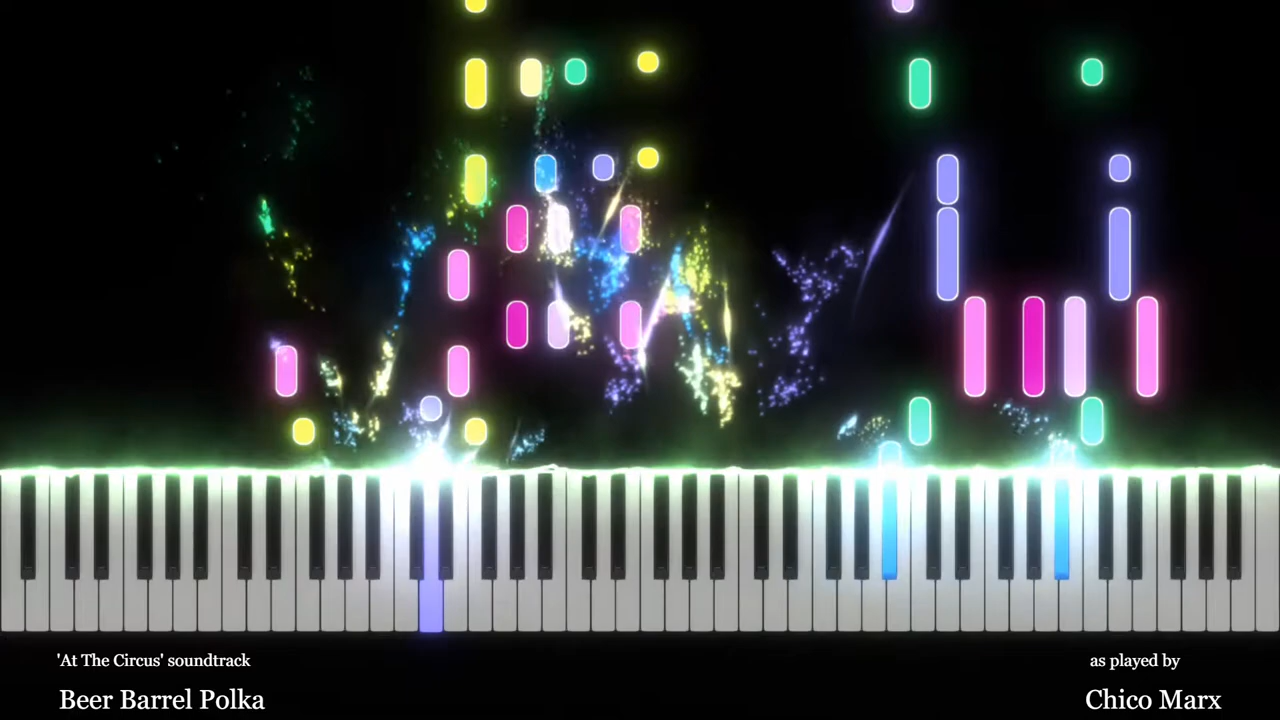 'At The Circus' soundtrack
Beer Barrel Polka
as played by
Chico Marx